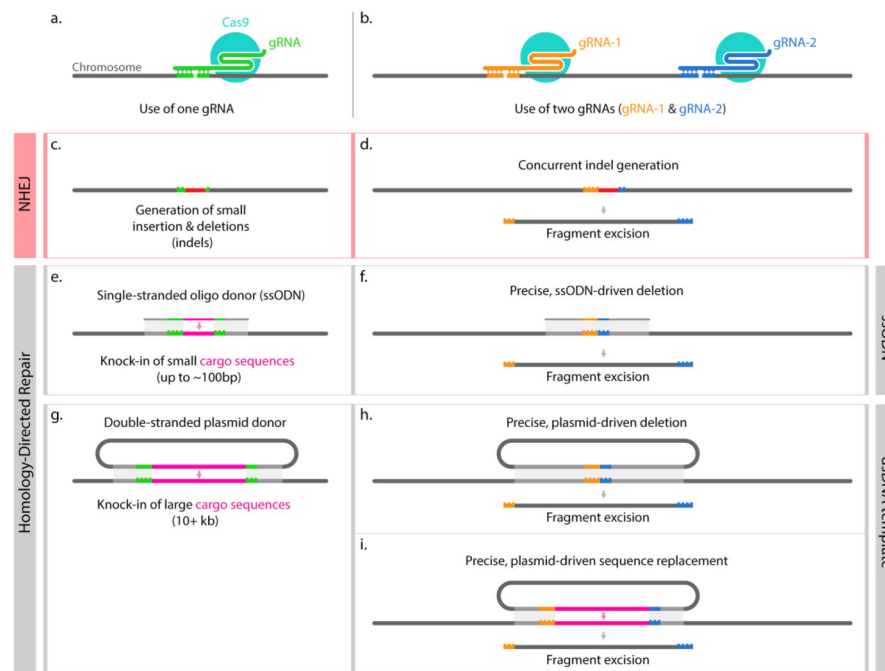 a.
b.
Cas9
gRNA
gRNA-1
gRNA-2
Chromosome
Use of one gRNA
Use of two gRNAs (gRNA-1 & gRNA-2)
NHEJ
c.
Generation of small
insertion & deletions
(indels)
d.
Concurrent indel generation
Fragment excision
Homology-Directed Repair
e.
Single-stranded oligo donor (ssODN)
Knock-in of small cargo sequences
(up to ~100bp)
f.
Precise, ssODN-driven deletion
Fragment excision
g.
Double-stranded plasmid donor
Knock-in of large cargo sequences
(10+ kb)
h.
Precise, plasmid-driven deletion
Fragment excision
i.
Precise, plasmid-driven sequence replacement
Fragment excision